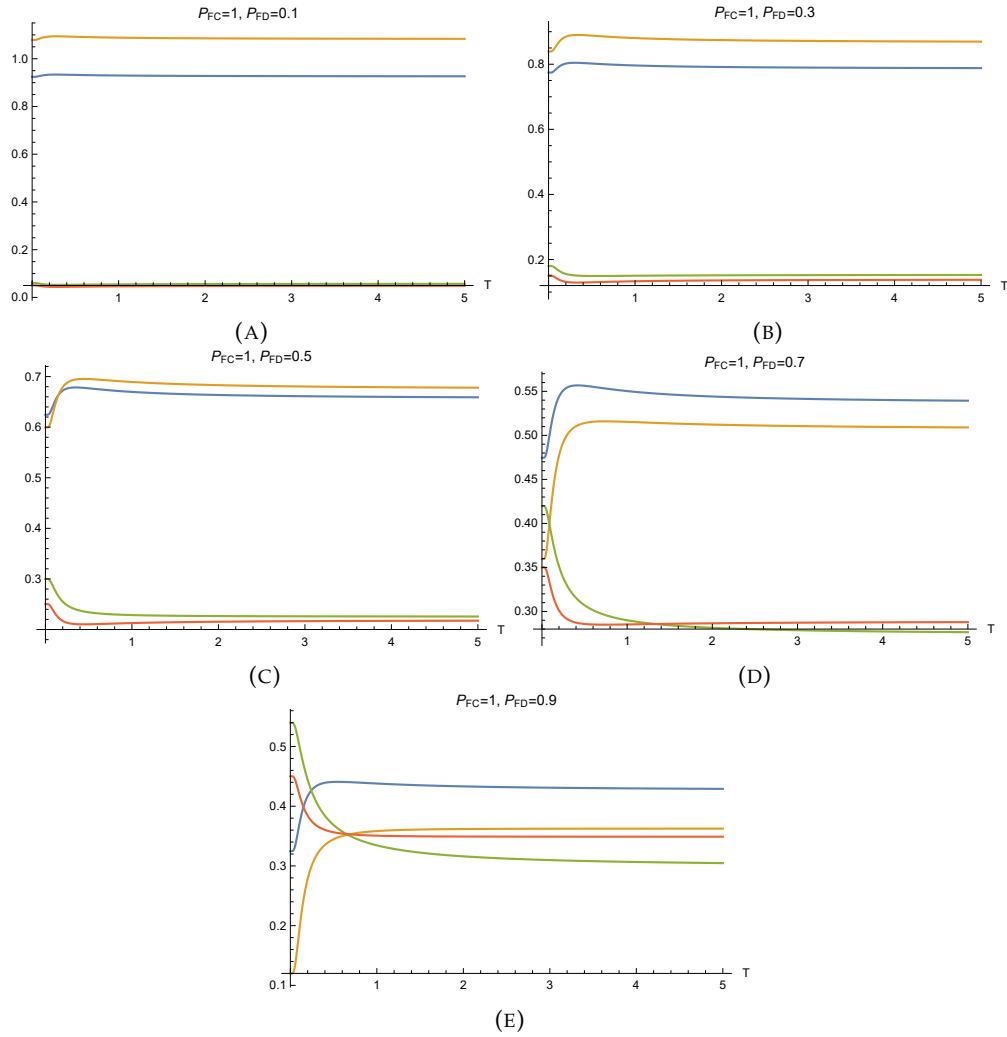 P_FC=1, P_FD=0.1
1.0
0.8
0.6
0.4
0.2
0.0
1 2 3 4 5 T
(A)
P_FC=1, P_FD=0.3
0.8
0.6
0.4
0.2
1 2 3 4 5 T
(B)
P_FC=1, P_FD=0.5
0.7
0.6
0.5
0.4
0.3
1 2 3 4 5 T
(C)
P_FC=1, P_FD=0.7
0.55
0.50
0.45
0.40
0.35
0.30
1 2 3 4 5 T
(D)
P_FC=1, P_FD=0.9
0.5
0.4
0.3
0.2
0.1
1 2 3 4 5 T
(E)